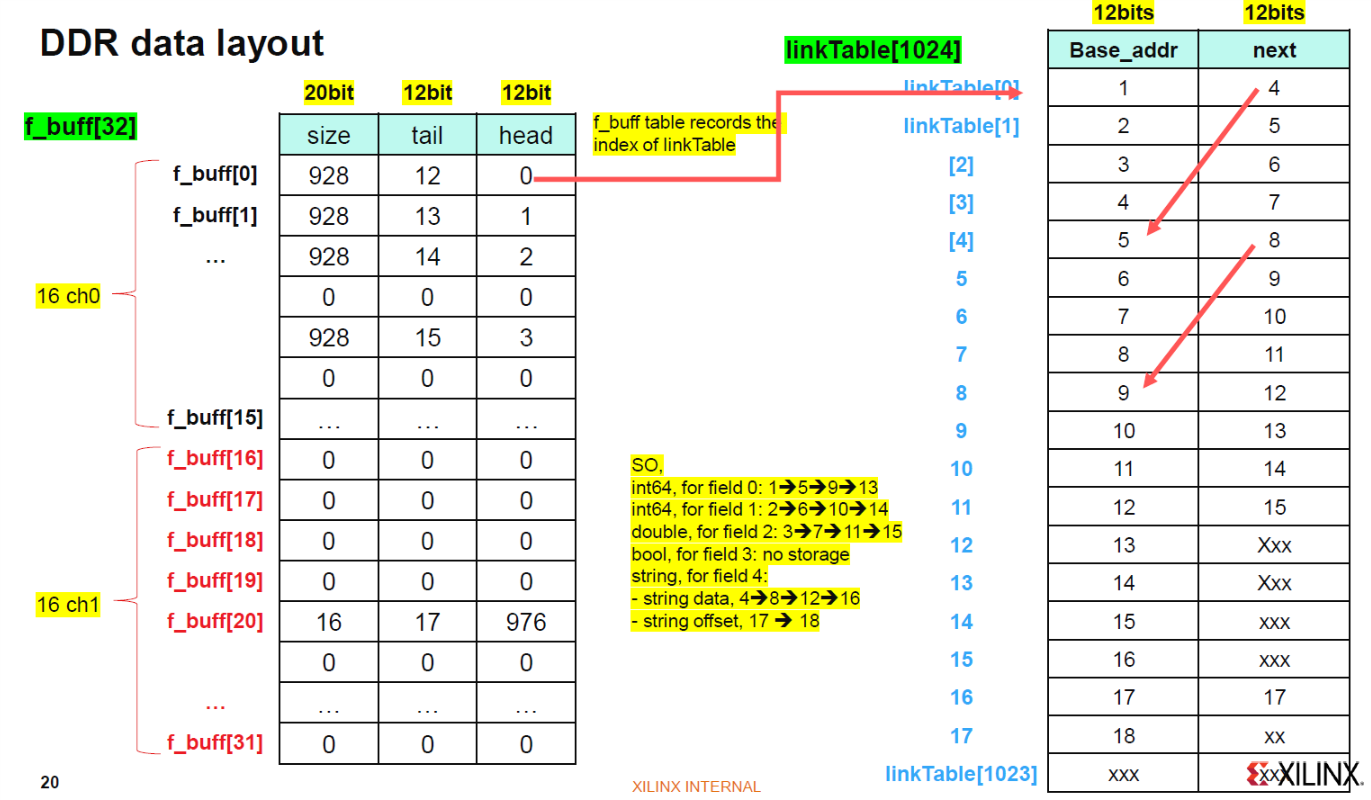 DDR data layout
12bits 12bits
linkTable[1024]
Base_addr next
20bit 12bit 12bit
f_buff[32]
size tail head
f_buff table records the
index of linkTable
f_buff[0] 928 12 0
f_buff[1] 928 13 1
... 928 14 2
0 0 0
928 15 3
0 0 0
f_buff[15] ... ... ...
16 ch0
f_buff[16] 0 0 0
f_buff[17] 0 0 0
f_buff[18] 0 0 0
f_buff[19] 0 0 0
f_buff[20] 16 17 976
0 0 0
... ... ... ...
f_buff[31] 0 0 0
16 ch1
SO,
int64, for field 0: 1➔5➔9➔13
int64, for field 1: 2➔6➔10➔14
double, for field 2: 3➔7➔11➔15
bool, for field 3: no storage
string, for field 4:
- string data, 4➔8➔12➔16
- string offset, 17 ➔ 18
linkTable[0] 1 4
linkTable[1] 2 5
[2] 3 6
[3] 4 7
[4] 5 8
5 6 9
6 7 10
7 8 11
8 9 12
9 10 13
10 11 14
11 12 15
12 13 Xxx
13 14 Xxx
14 15 xxx
15 16 xxx
16 17 17
17 18 xx
linkTable[1023] xxx xxx
20
XILINX INTERNAL
XILINX.